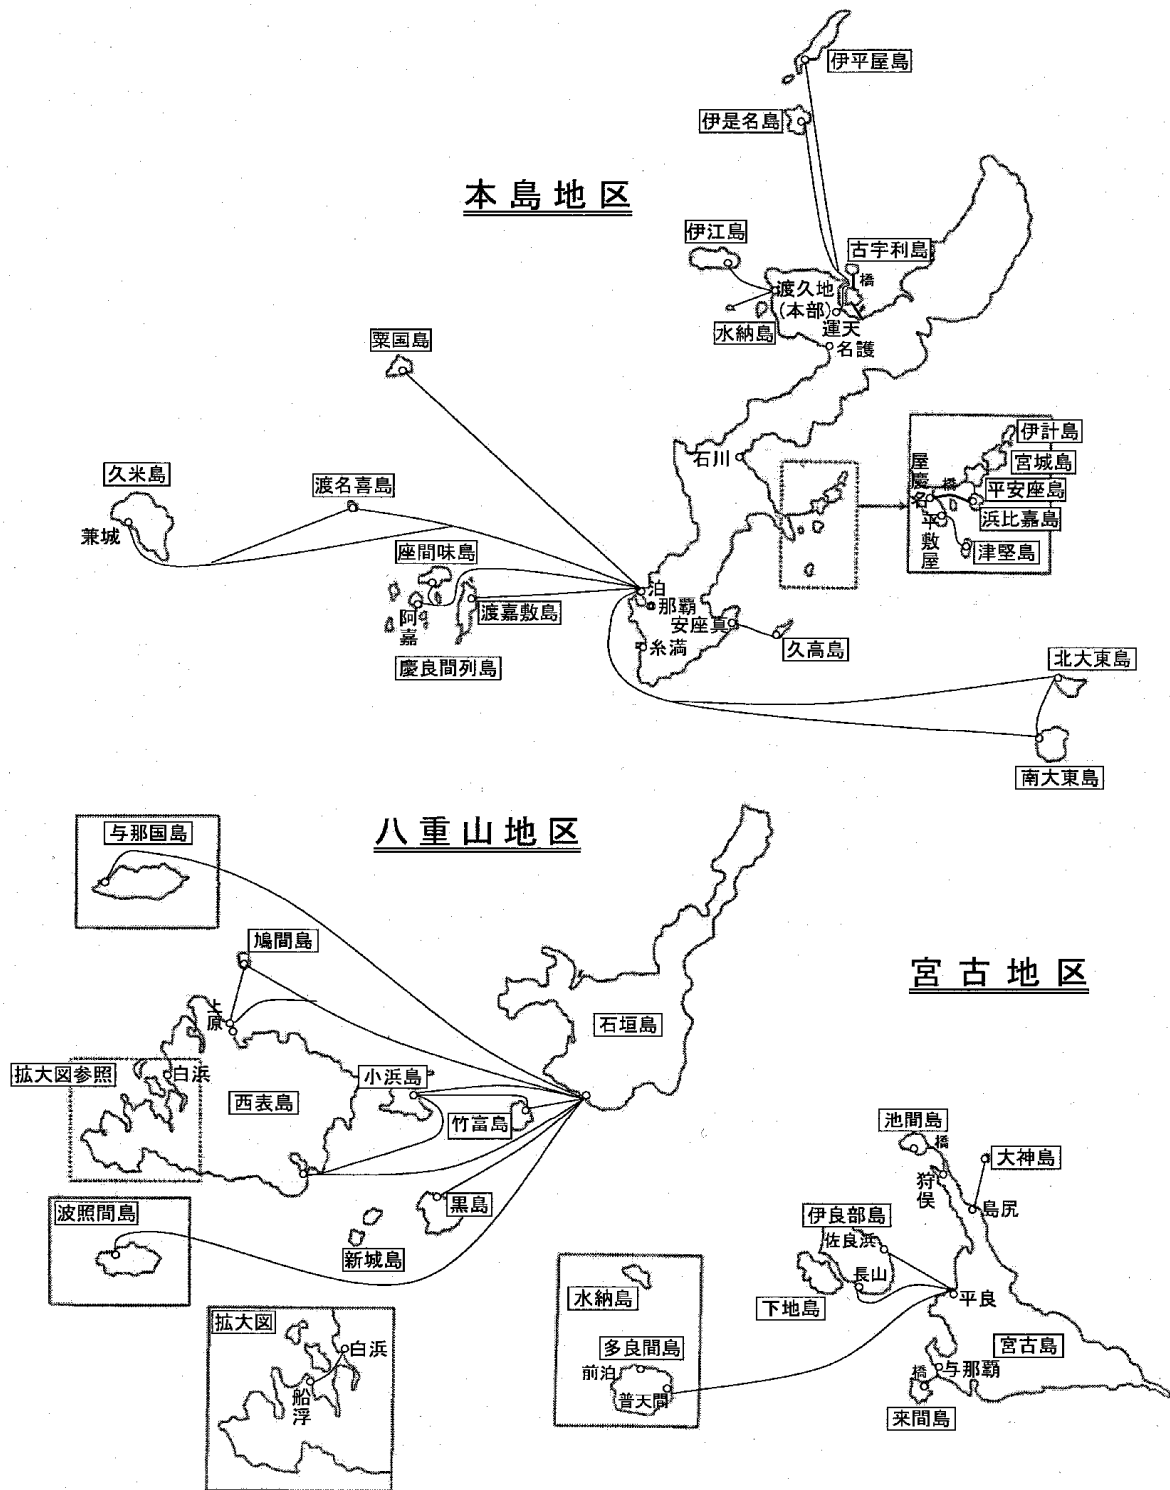 伊平屋島
伊是名島
本島地区
伊江島
古宇利島
橋
渡久地
(本部)
運天
水納島
名護
粟国島
石川
伊計島
宮城島
屋慶名
橋
平安座島
浜比嘉島
平敷屋
津堅島
久米島
兼城
渡名喜島
座間味島
阿嘉
渡嘉敷島
慶良間列島
泊
那覇
安座真
糸満
久高島
北大東島
南大東島
八重山地区
与那国島
鳩間島
上原
石垣島
拡大図参照
白浜
西表島
小浜島
竹富島
波照間島
黒島
新城島
拡大図
白浜
船浮
宮古地区
池間島
橋
大神島
狩俣
島尻
伊良部島
佐良浜
長山
下地島
平良
水納島
多良間島
前泊
普天間
宮古島
与那覇
橋
来間島